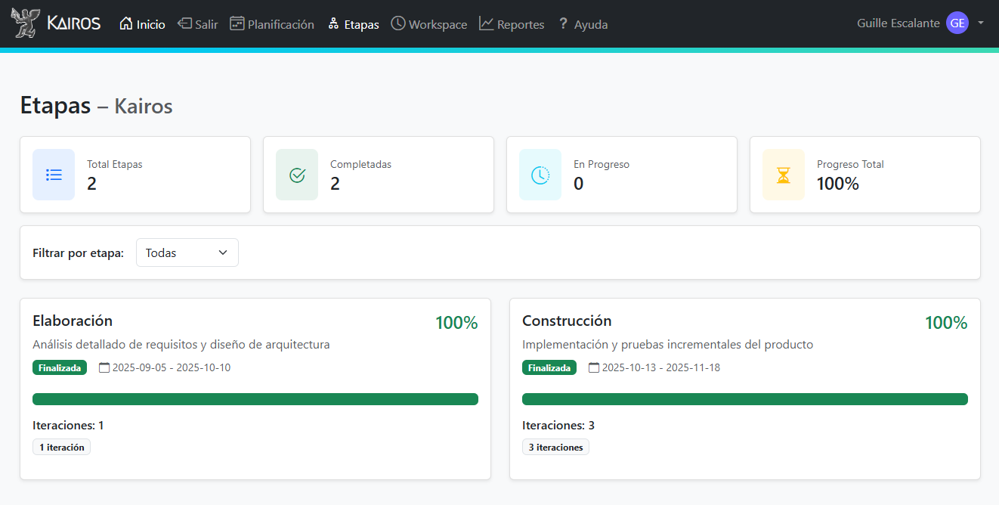 KAIROS Inicio Salir Planificación Etapas Workspace Reportes ? Ayuda Guille Escalante GE
Etapas – Kairos
Total Etapas
2
Completadas
2
En Progreso
0
Progreso Total
100%
Filtrar por etapa: Todas
Elaboración 100%
Análisis detallado de requisitos y diseño de arquitectura
Finalizada 2025-09-05 - 2025-10-10
Iteraciones: 1
1 iteración
Construcción 100%
Implementación y pruebas incrementales del producto
Finalizada 2025-10-13 - 2025-11-18
Iteraciones: 3
3 iteraciones